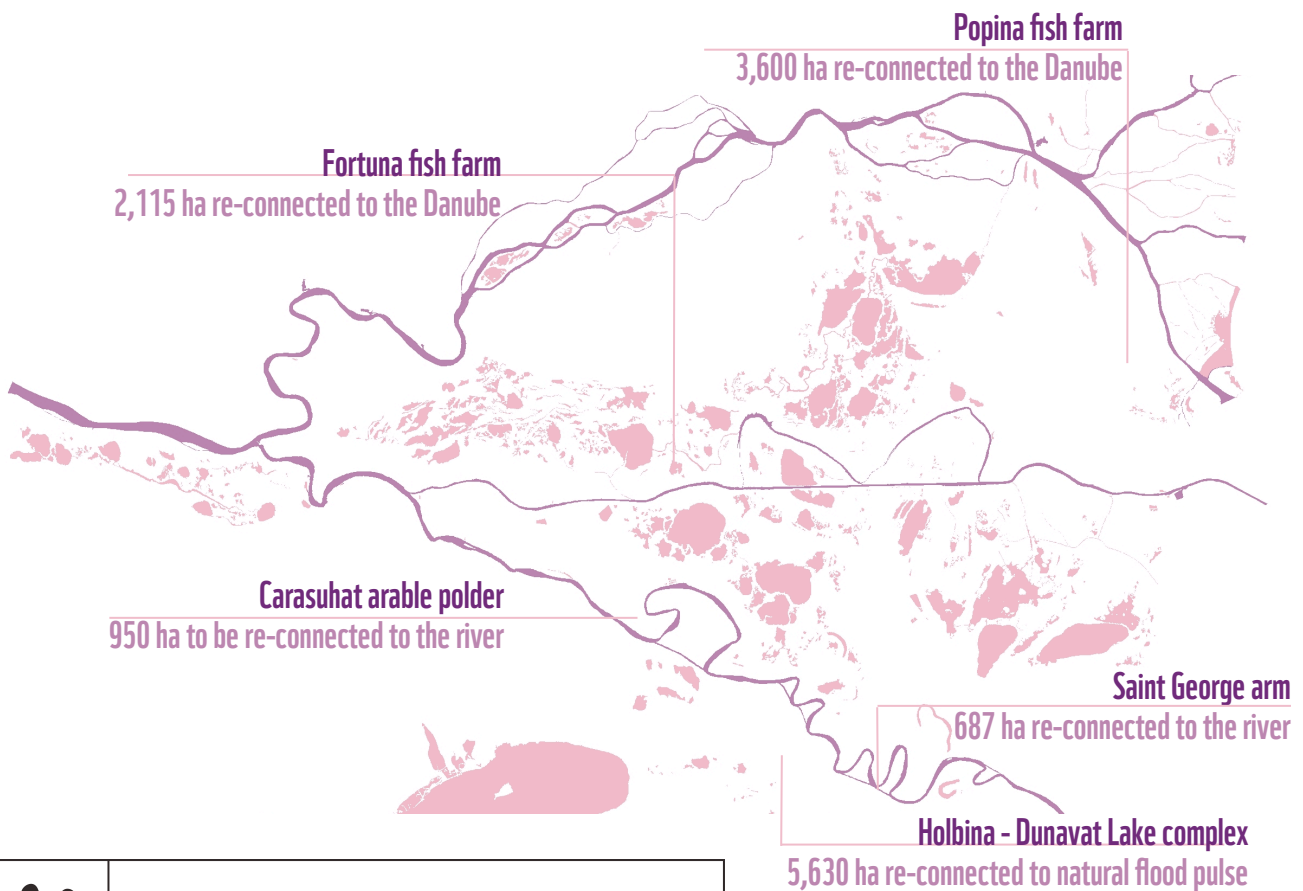 Popina fish farm
3,600 ha re-connected to the Danube
Fortuna fish farm
2,115 ha re-connected to the Danube
Carasuhat arable polder
950 ha to be re-connected to the river
Saint George arm
687 ha re-connected to the river
Holbina - Dunavat Lake complex
5,630 ha re-connected to natural flood pulse